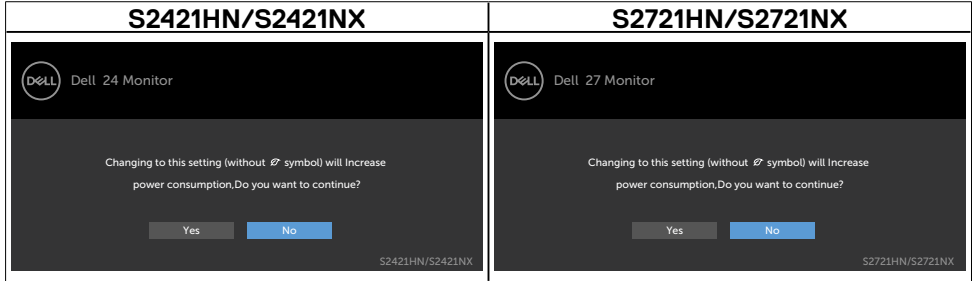 S2421HN/S2421NX
S2721HN/S2721NX
DELL Dell 24 Monitor
Changing to this setting (without symbol) will Increase
power consumption,Do you want to continue?
Yes No
S2421HN/S2421NX
DELL Dell 27 Monitor
Changing to this setting (without symbol) will Increase
power consumption,Do you want to continue?
Yes No
S2721HN/S2721NX